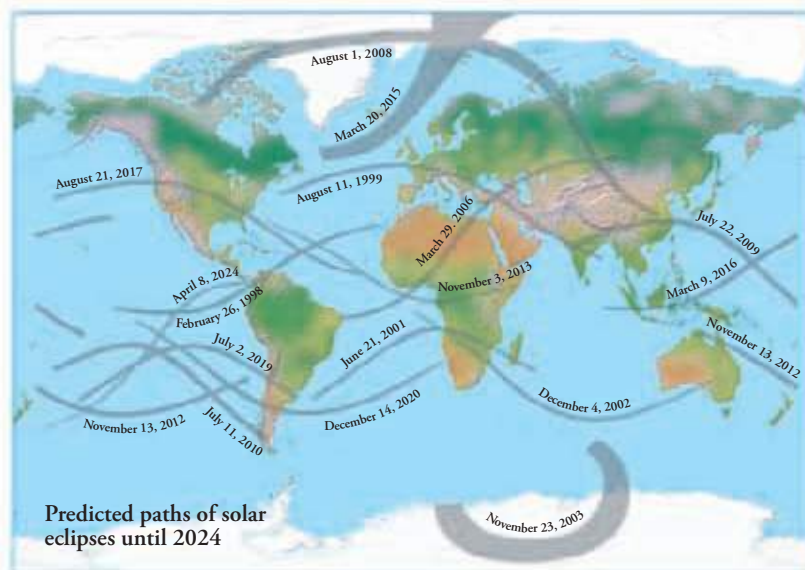 August 1, 2008
March 20, 2015
August 21, 2017
August 11, 1999
March 29. 2006
July 22, 2009
March 9, 2016
April 8, 2024
February 26, 1998
November 3, 2013
July 2, 2019
June 21, 2001
November 13, 2012
November 13, 2012
July 11, 2010
December 14, 2020
December 4, 2002
November 23, 2003
Predicted paths of solar
eclipses until 2024